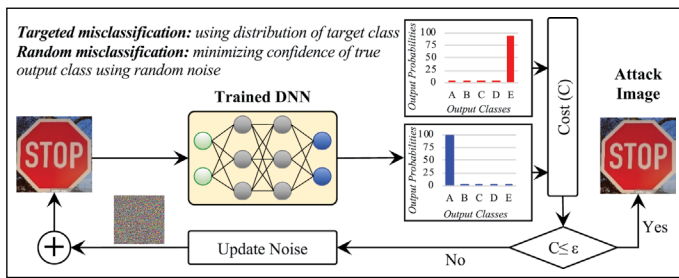 Targeted misclassification: using distribution of target class
Random misclassification: minimizing confidence of true
output class using random noise
Trained DNN
STOP
Output Probabilities
100
75
50
25
0
A B C D E
Output Classes
Output Probabilities
100
75
50
25
0
A B C D E
Output Classes
Cost (C)
Attack
Image
STOP
Update Noise
No
C≤ ε
Yes